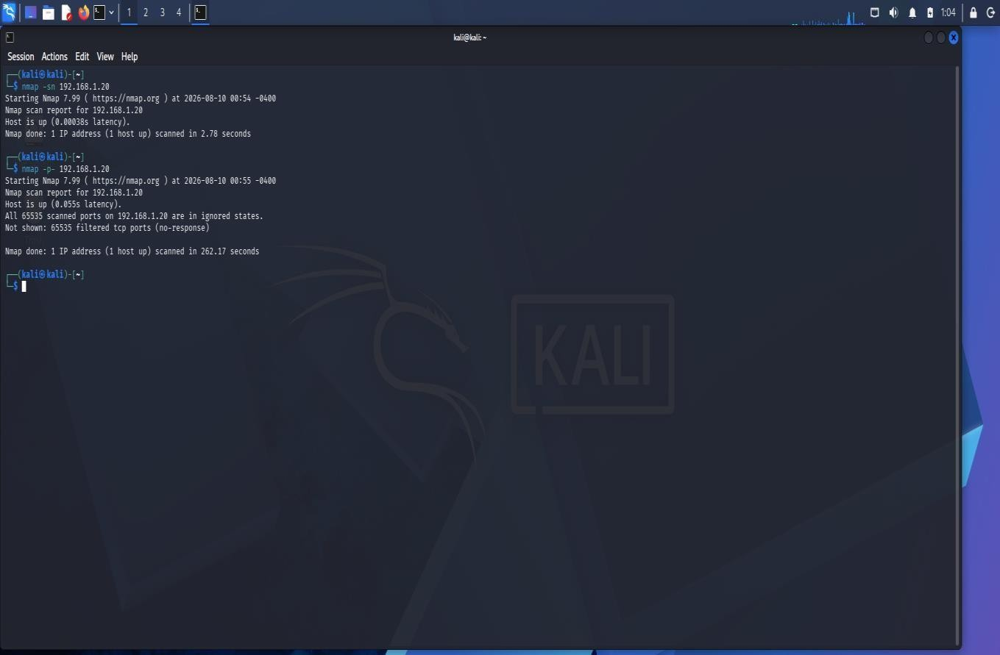 1 2 3 4
1:04
kali@kali: ~
Session Actions Edit View Help
┌──(kali㉿kali)-[~]
└─$ nmap -sn 192.168.1.20
Starting Nmap 7.99 ( https://nmap.org ) at 2026-08-10 00:54 -0400
Nmap scan report for 192.168.1.20
Host is up (0.00038s latency).
Nmap done: 1 IP address (1 host up) scanned in 2.78 seconds
┌──(kali㉿kali)-[~]
└─$ nmap -p- 192.168.1.20
Starting Nmap 7.99 ( https://nmap.org ) at 2026-08-10 00:55 -0400
Nmap scan report for 192.168.1.20
Host is up (0.055s latency).
All 65535 scanned ports on 192.168.1.20 are in ignored states.
Not shown: 65535 filtered tcp ports (no-response)
Nmap done: 1 IP address (1 host up) scanned in 262.17 seconds
┌──(kali㉿kali)-[~]
└─$
KALI